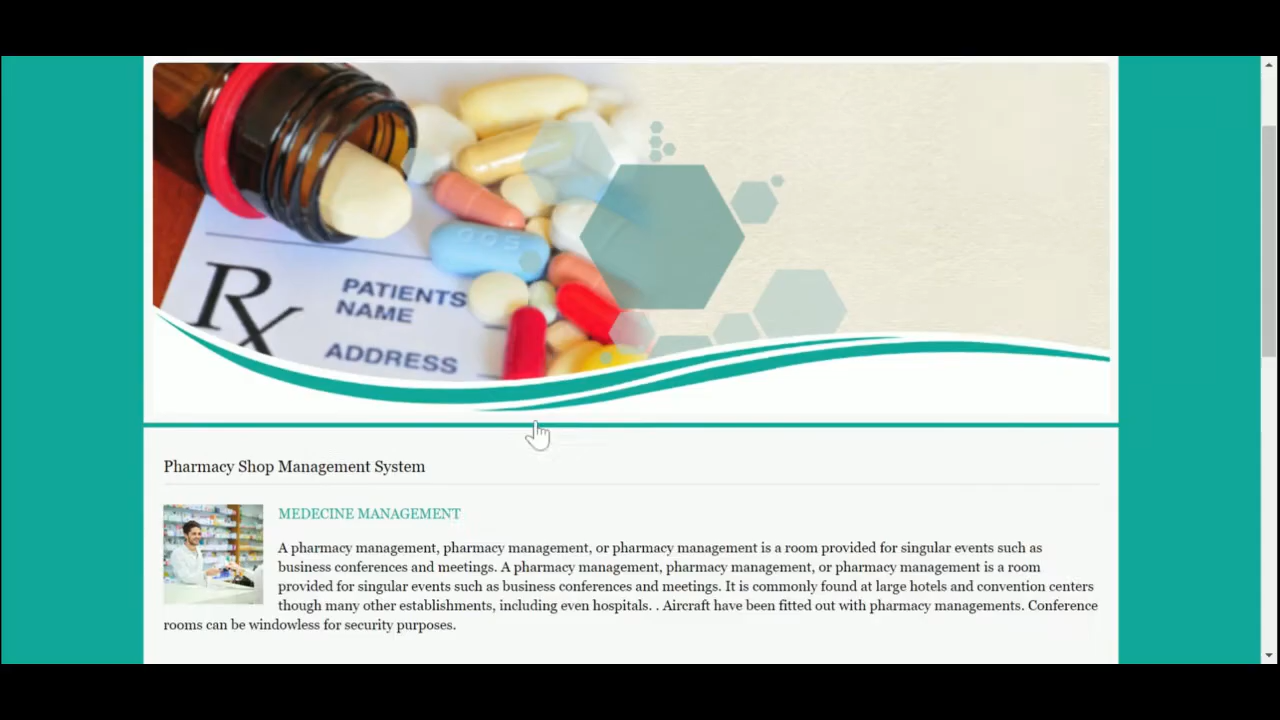 PATIENTS
NAME
Rx
ADDRESS
Pharmacy Shop Management System
MEDECINE MANAGEMENT
A pharmacy management, pharmacy management, or pharmacy management is a room provided for singular events such as
business conferences and meetings. A pharmacy management, pharmacy management, or pharmacy management is a room
provided for singular events such as business conferences and meetings. It is commonly found at large hotels and convention centers
though many other establishments, including even hospitals. . Aircraft have been fitted out with pharmacy managements. Conference
rooms can be windowless for security purposes.